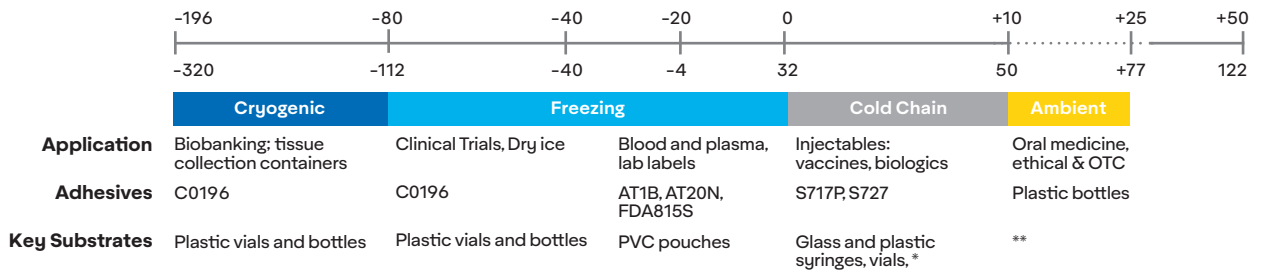 -196 -80 -40 -20 0 +10 +25 +50
-320 -112 -40 -4 32 50 +77 122
Cryogenic Freezing Cold Chain Ambient
Application Biobanking; tissue Clinical Trials, Dry ice Blood and plasma, Injectables: Oral medicine,
collection containers lab labels vaccines, biologics ethical & OTC
Adhesives C0196 C0196 AT1B, AT20N, S717P, S727 Plastic bottles
FDA815S
Key Substrates Plastic vials and bottles Plastic vials and bottles PVC pouches Glass and plastic **
syringes, vials, *